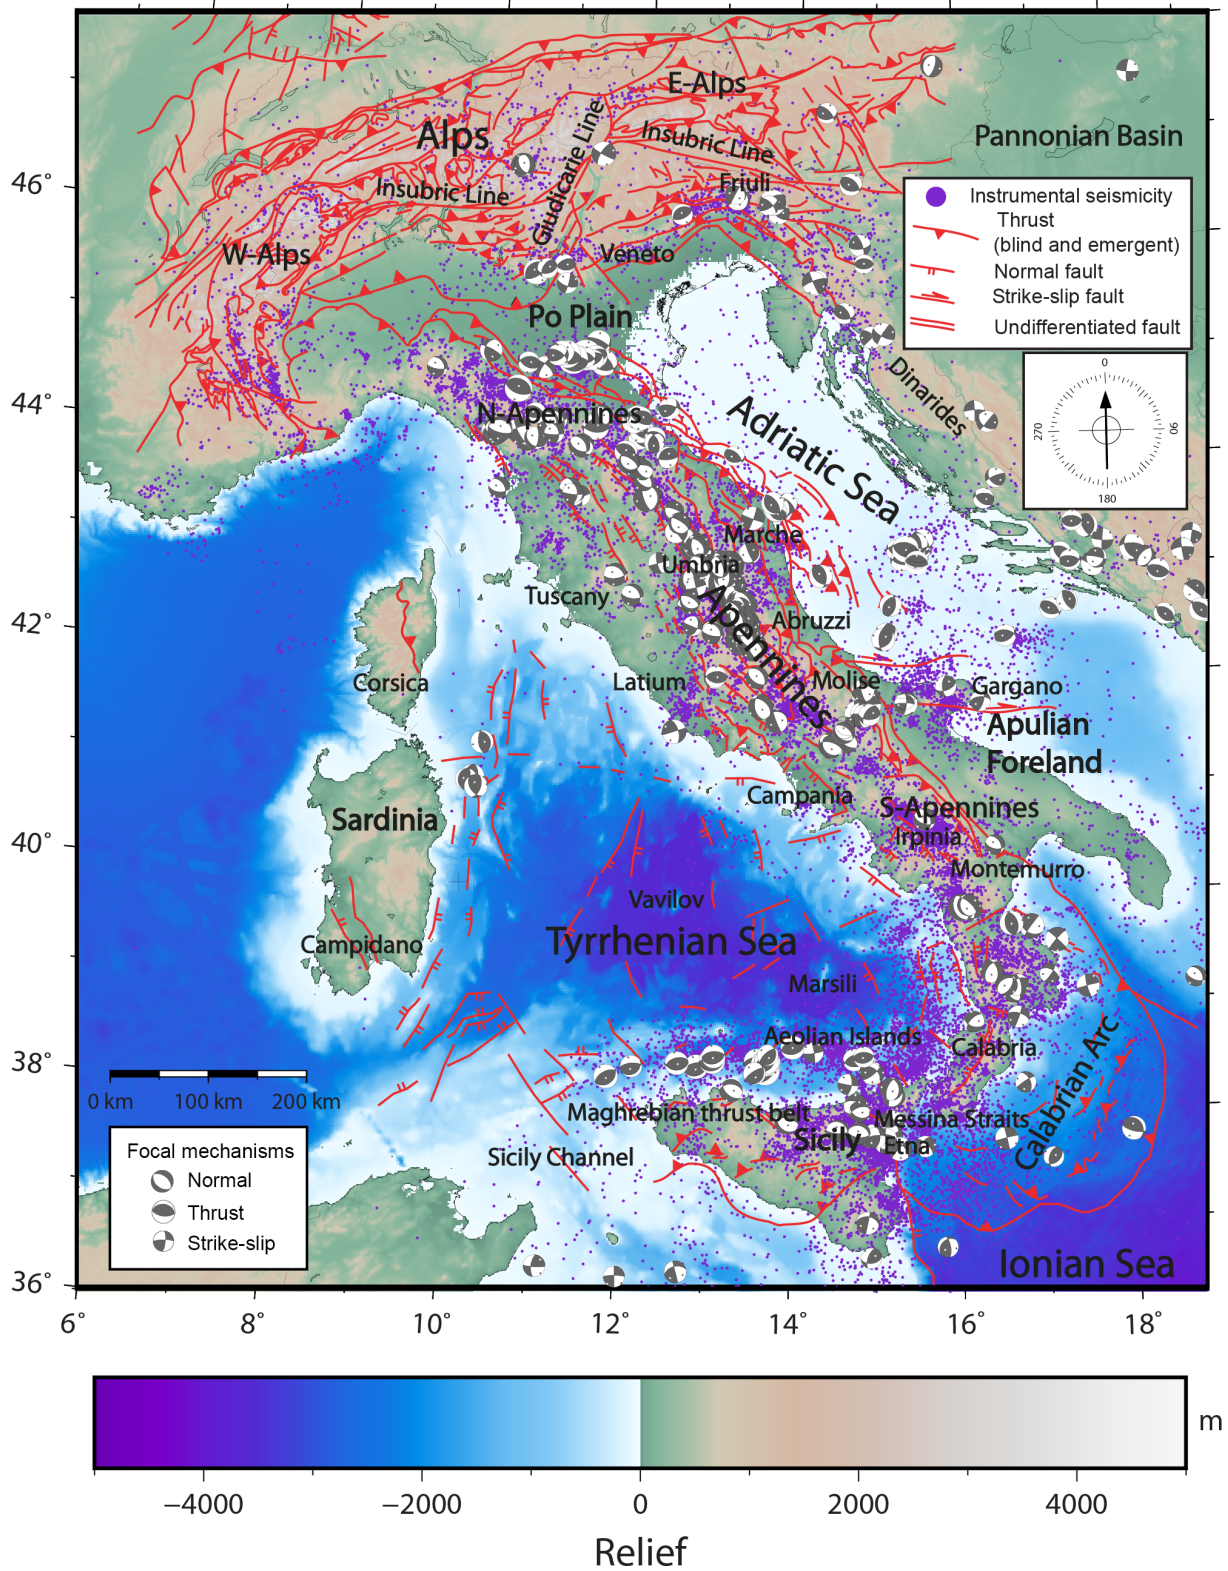 E-Alps
Alps
Insubric Line
Pannonian Basin
Giudicarie Line
Insubric Line
Friuli
W-Alps
Veneto
Po Plain
Instrumental seismicity
Thrust
(blind and emergent)
Normal fault
Strike-slip fault
Undifferentiated fault
Dinarides
0
90
180
270
N-Apennines
Adriatic Sea
Marche
Umbria
Tuscany
Apennines
Abruzzi
Corsica
Latium
Molise
Gargano
Apulian
Foreland
Campania
Sardinia
S-Apennines
Irpinia
Montemurro
Vavilov
Tyrrhenian Sea
Campidano
Marsili
Aeolian Islands
Calabria
Calabrian Arc
0 km
100 km
200 km
Maghrebian thrust belt
Messina Straits
Sicily
Etna
Sicily Channel
Focal mechanisms
Normal
Thrust
Strike-slip
Ionian Sea
46°
44°
42°
40°
38°
36°
6°
8°
10°
12°
14°
16°
18°
m
−4000
−2000
0
2000
4000
Relief